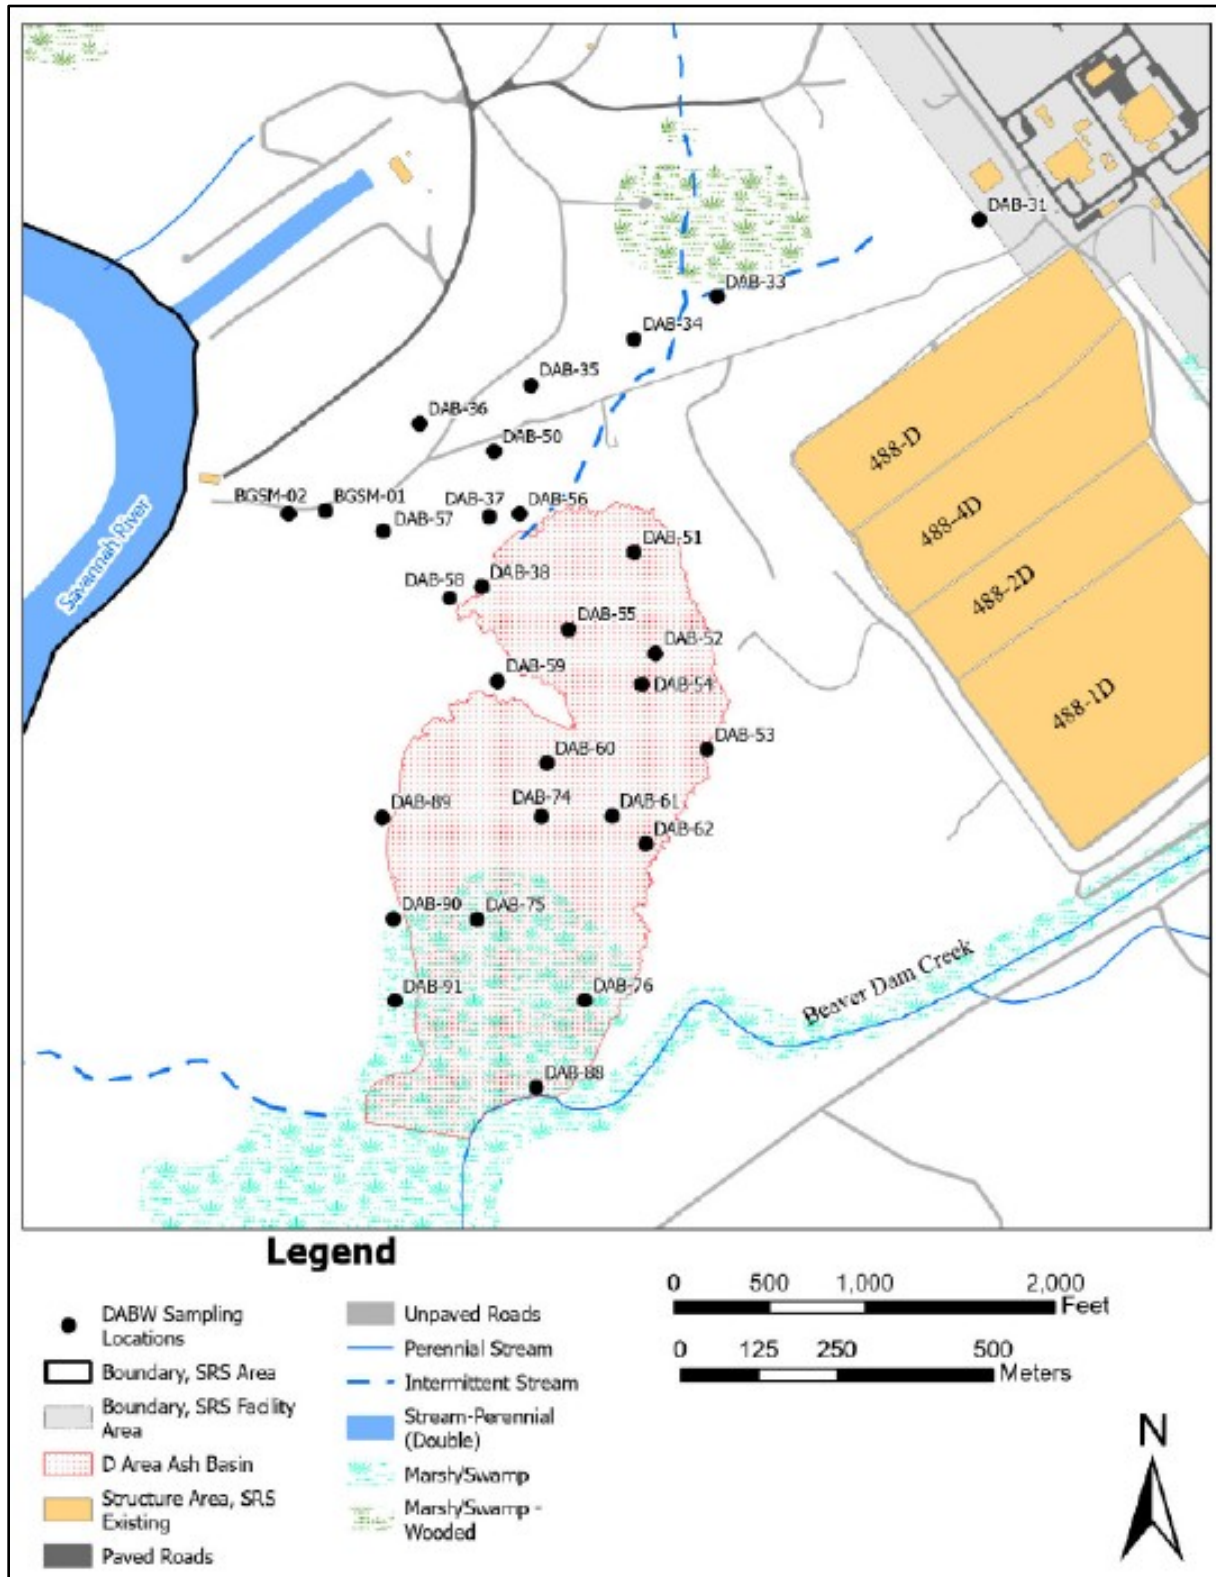 DAB-31
DAB-33
DAB-34
DAB-35
DAB-36
DAB-50
488-D
BGSM-02
BGSM-01
DAB-37
DAB-56
DAB-57
488-4D
DAB-51
Savannah River
DAB-58
DAB-38
488-2D
DAB-55
DAB-52
DAB-59
DAB-54
488-1D
DAB-53
DAB-60
DAB-89
DAB-74
DAB-61
DAB-62
DAB-90
DAB-75
Beaver Dam Creek
DAB-91
DAB-76
DAB-88
Legend
DABW Sampling
Locations
Boundary, SRS Area
Boundary, SRS Facility
Area
D Area Ash Basin
Structure Area, SRS
Existing
Paved Roads
Unpaved Roads
Perennial Stream
Intermittent Stream
Stream-Perennial
(Double)
Marsh/Swamp
Marsh/Swamp -
Wooded
0 500 1,000 2,000
Feet
0 125 250 500
Meters
N